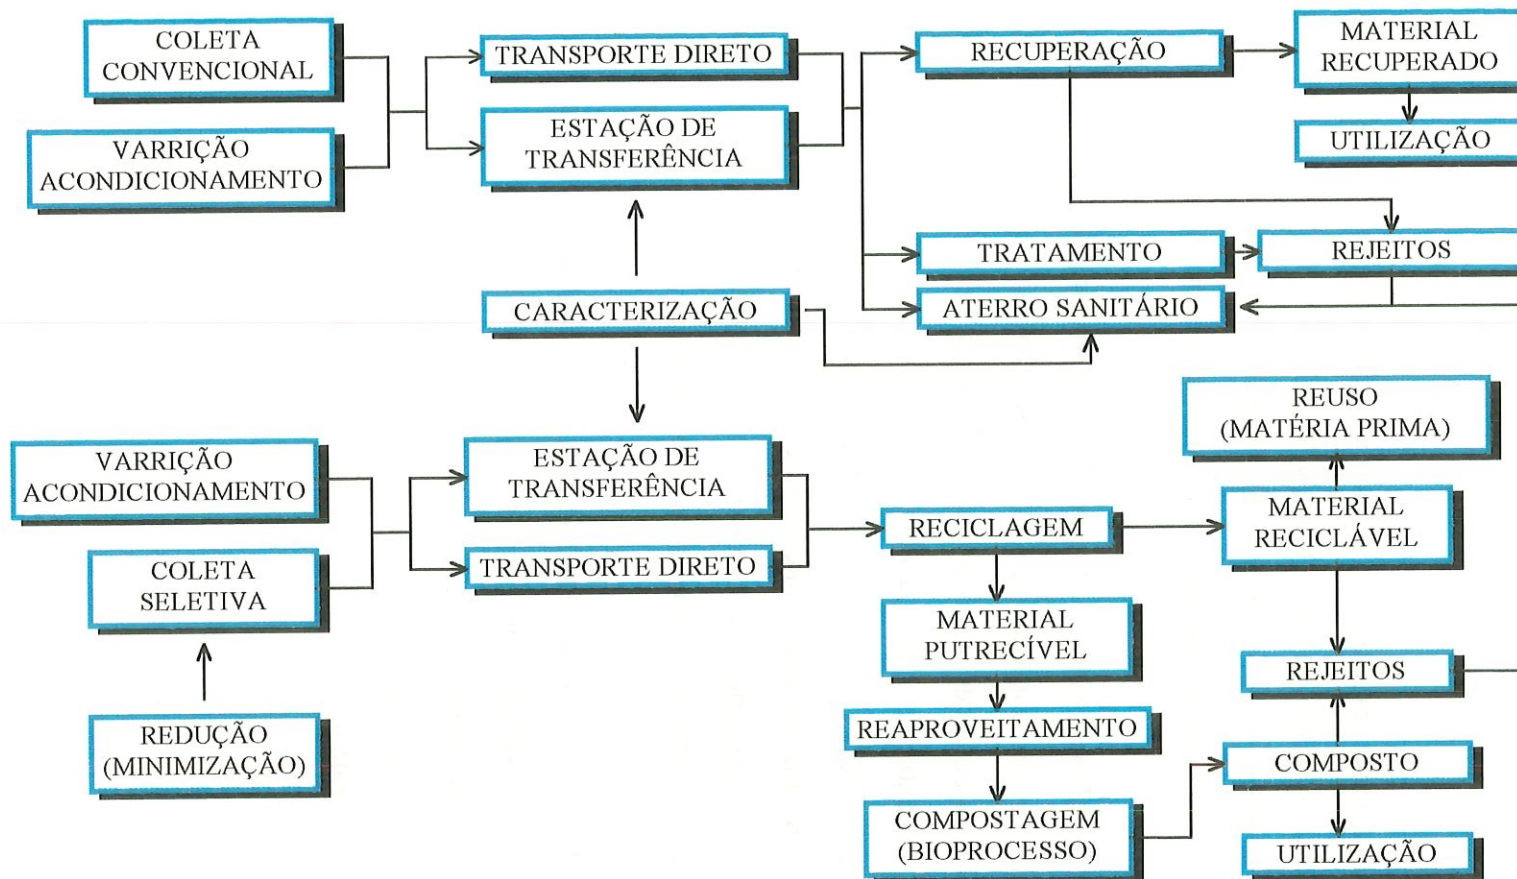 COLETA
CONVENCIONAL
TRANSPORTE DIRETO
RECUPERAÇÃO
MATERIAL
RECUPERADO
VARRIÇÃO
ACONDICIONAMENTO
ESTAÇÃO DE
TRANSFERÊNCIA
UTILIZAÇÃO
TRATAMENTO
REJEITOS
CARACTERIZAÇÃO
ATERRO SANITÁRIO
REUSO
(MATÉRIA PRIMA)
VARRIÇÃO
ACONDICIONAMENTO
ESTAÇÃO DE
TRANSFERÊNCIA
RECICLAGEM
MATERIAL
RECICLÁVEL
COLETA
SELETIVA
TRANSPORTE DIRETO
MATERIAL
PUTRECÍVEL
REJEITOS
REDUÇÃO
(MINIMIZAÇÃO)
REAPROVEITAMENTO
COMPOSTO
COMPOSTAGEM
(BIOPROCESSO)
UTILIZAÇÃO